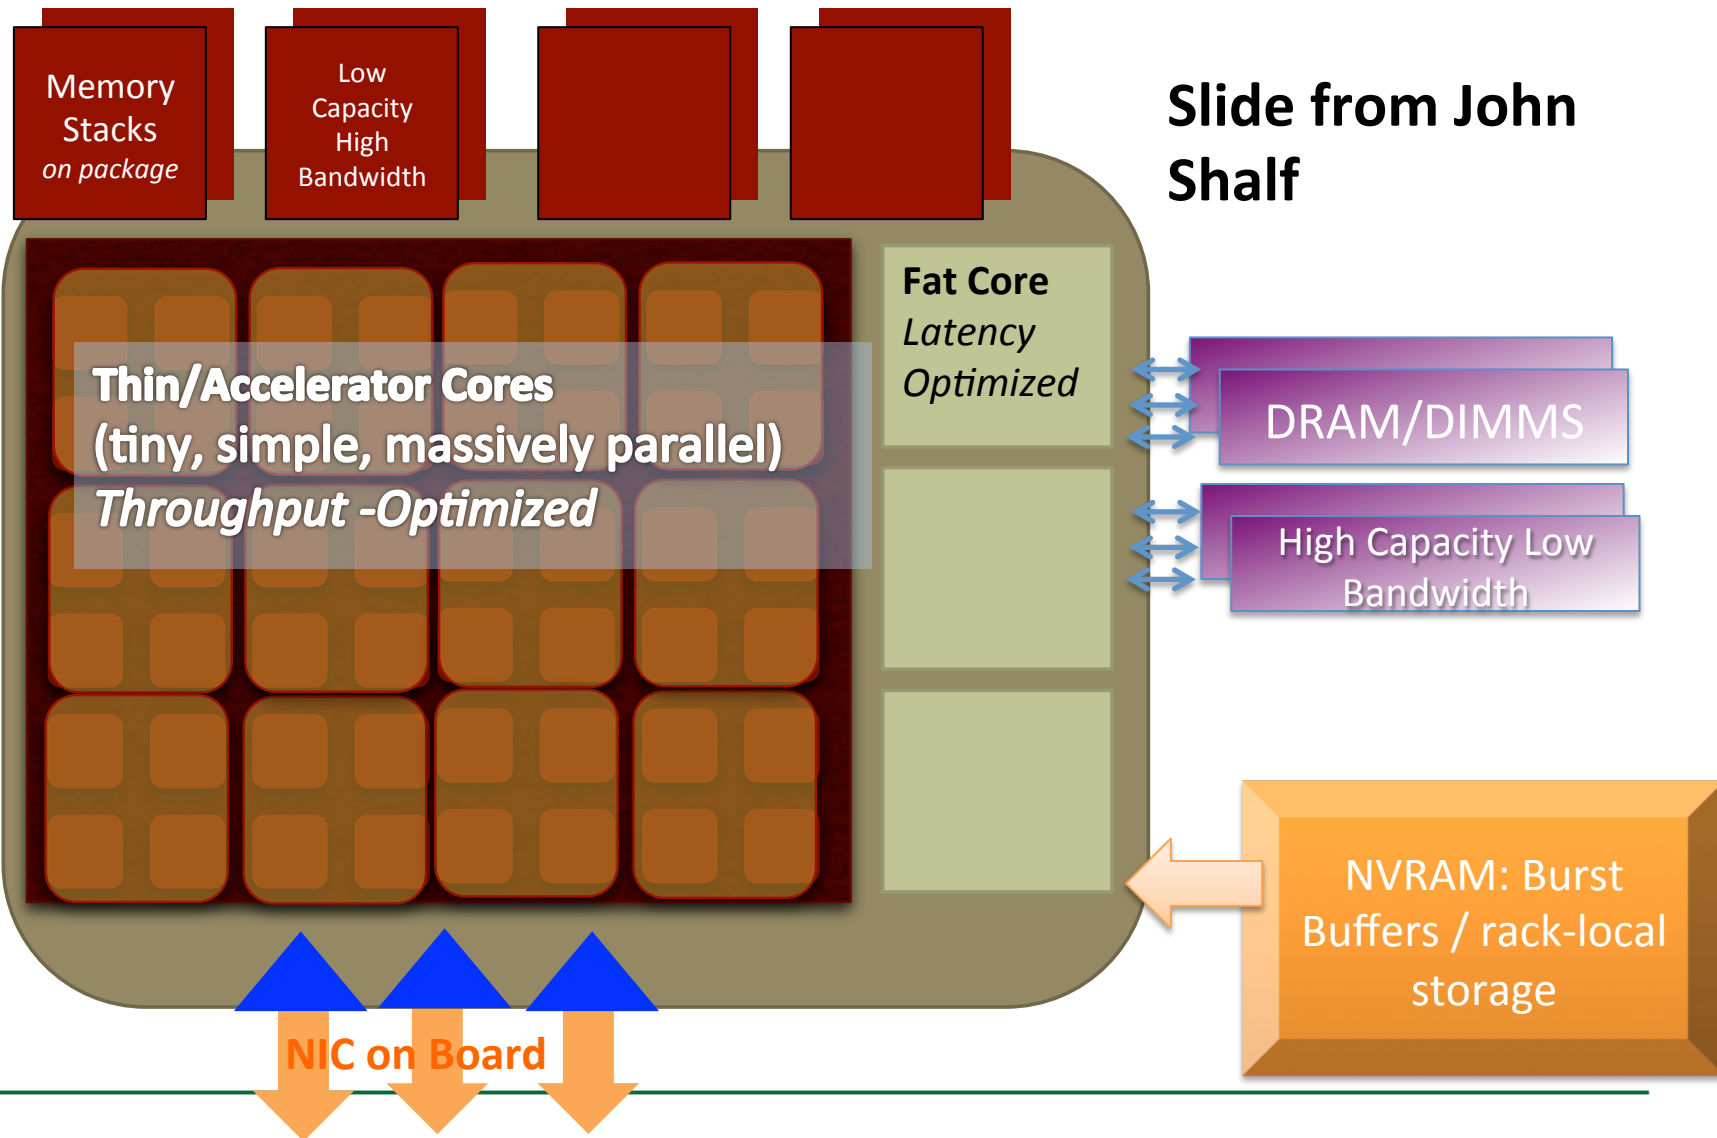 Memory
Stacks
on package
Low
Capacity
High
Bandwidth
Slide from John
Shalf
Fat Core
Latency
Optimized
Thin/Accelerator Cores
(tiny, simple, massively parallel)
Throughput -Optimized
DRAM/DIMMS
High Capacity Low
Bandwidth
NVRAM: Burst
Buffers / rack-local
storage
NIC on Board